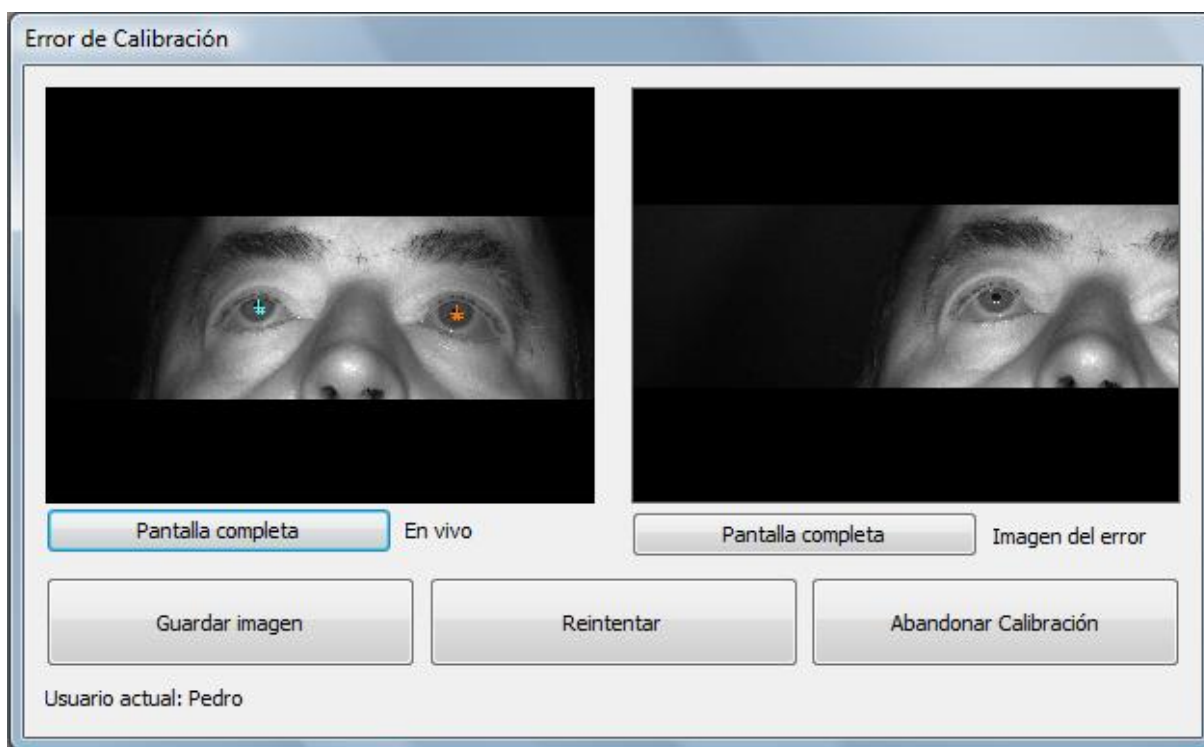 Error de Calibración
Pantalla completa
En vivo
Pantalla completa
Imagen del error
Guardar imagen
Reintentar
Abandonar Calibración
Usuario actual: Pedro